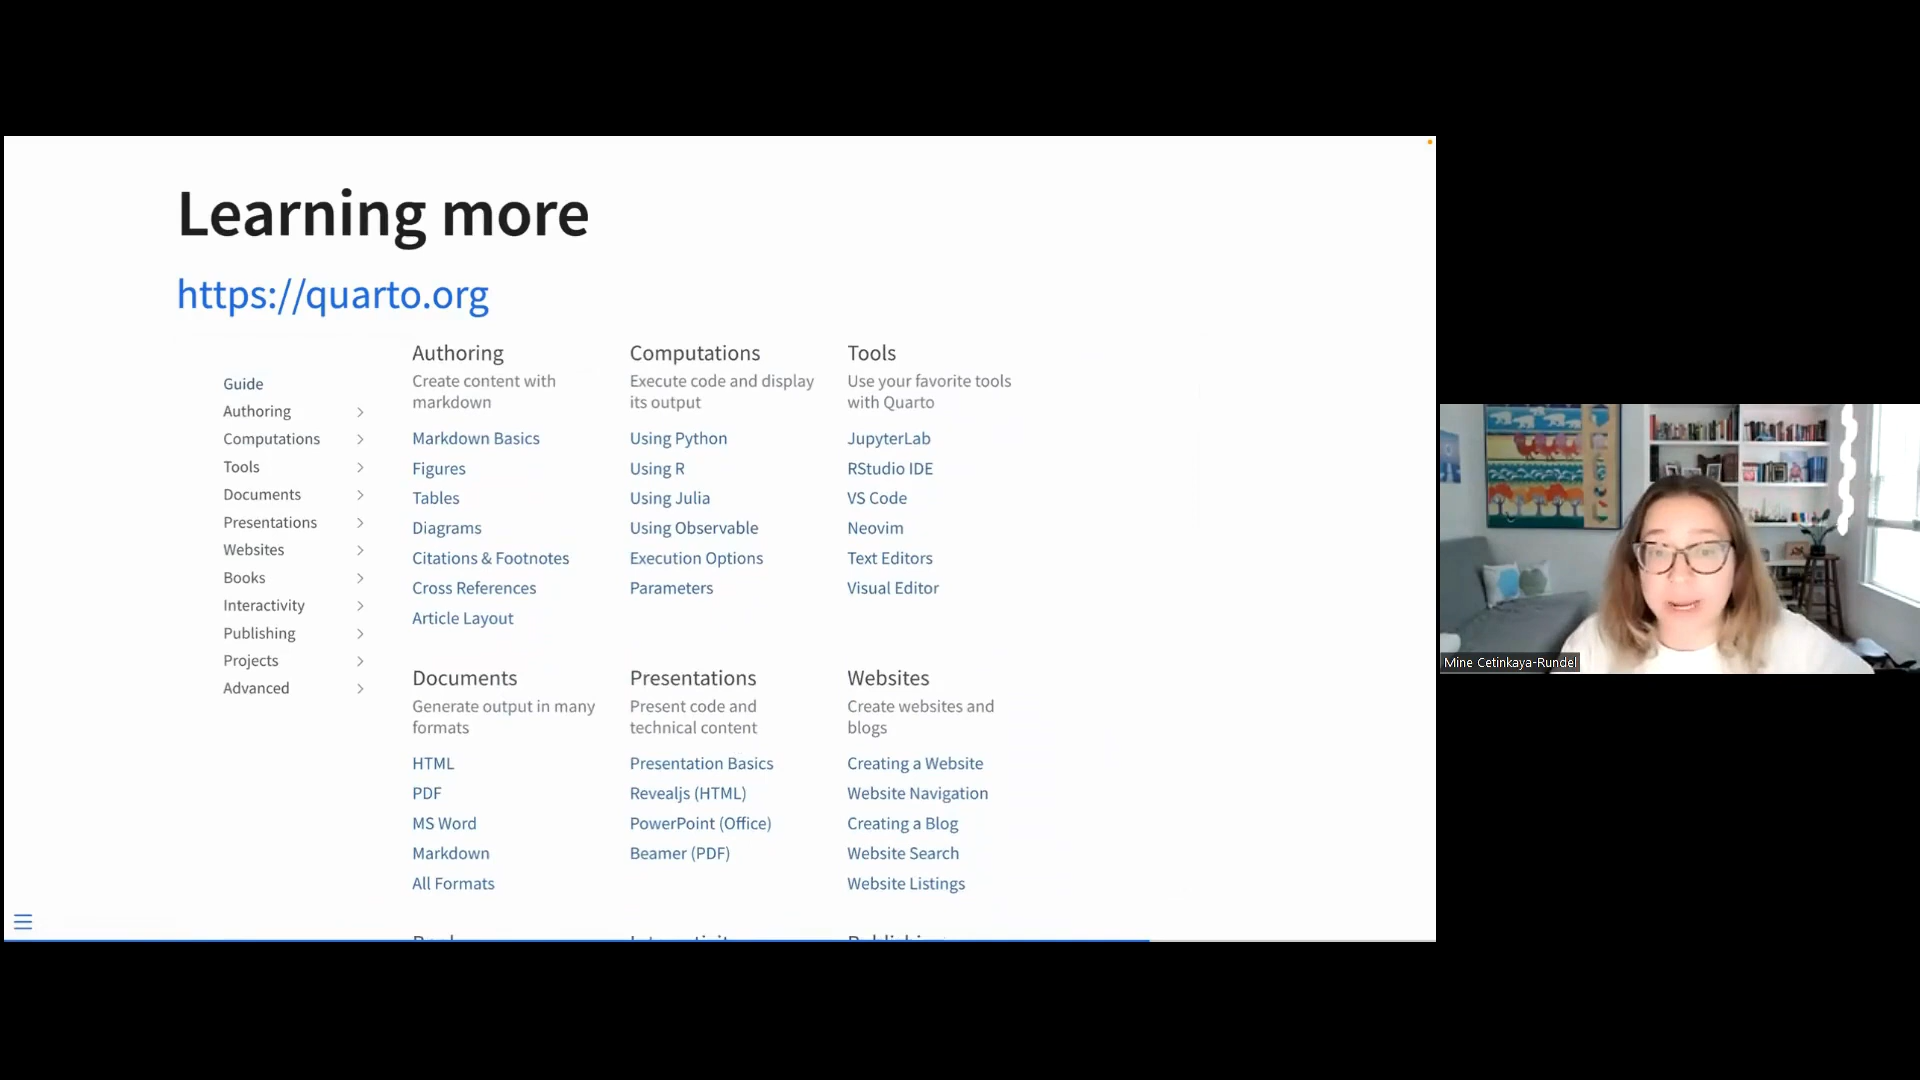 Learning more
https://quarto.org
Guide
Authoring
Computations
Tools
Documents
Presentations
Websites
Books
Interactivity
Publishing
Projects
Advanced
Authoring
Create content with
markdown
Markdown Basics
Figures
Tables
Diagrams
Citations & Footnotes
Cross References
Article Layout
Computations
Execute code and display
its output
Using Python
Using R
Using Julia
Using Observable
Execution Options
Parameters
Tools
Use your favorite tools
with Quarto
JupyterLab
RStudio IDE
VS Code
Neovim
Text Editors
Visual Editor
Documents
Generate output in many
formats
HTML
PDF
MS Word
Markdown
All Formats
Presentations
Present code and
technical content
Presentation Basics
Revealjs (HTML)
PowerPoint (Office)
Beamer (PDF)
Websites
Create websites and
blogs
Creating a Website
Website Navigation
Creating a Blog
Website Search
Website Listings
Mine Cetinkaya-Rundel